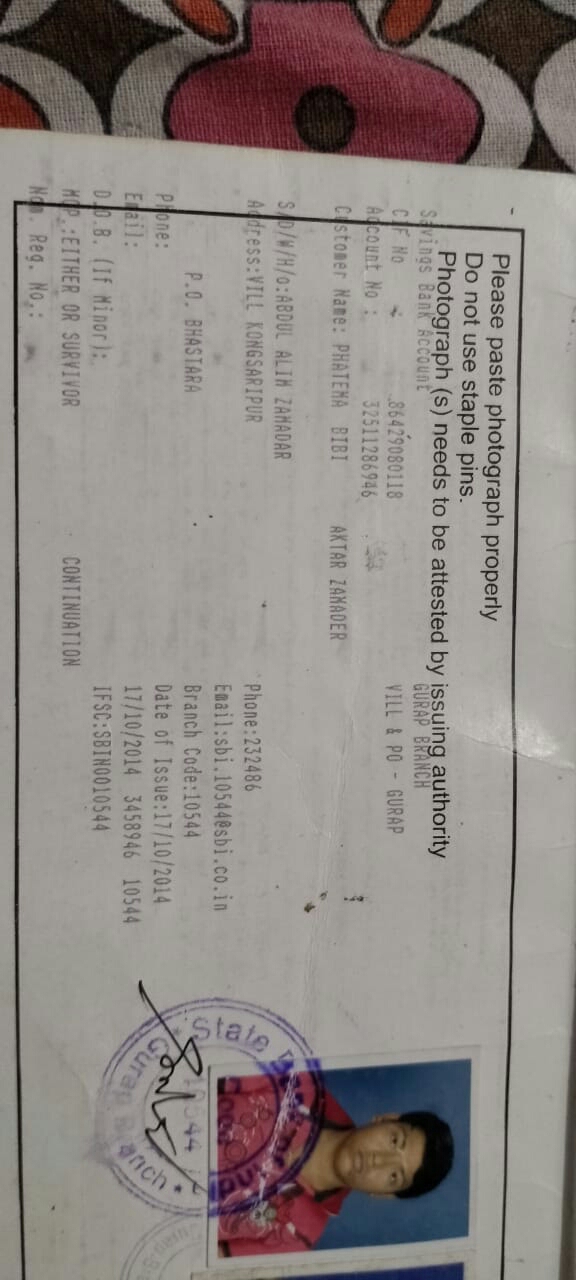 Please paste photograph properly
Do not use staple pins.
Photograph (s) needs to be attested by issuing authority
Savings Bank Account
GURAP BRANCH
CIF No : 86429080118
VILL & PO - GURAP
Account No : 32511286946
Customer Name: PHATEMA BIBI AKTAR ZAMADER
S/D/W/H/o:ABDUL ALIM ZAMADAR
Address:VILL KONGSARIPUR
Phone:232486
Email:sbi.10544@sbi.co.in
P.O. BHASTARA
Branch Code:10544
Phone:
Date of Issue:17/10/2014
Email:
17/10/2014 3458946 10544
D.O.B. (If Minor):
IFSC:SBIN0010544
MOP.:EITHER OR SURVIVOR CONTINUATION
Nom. Reg. No.:
State
10544
Gurap Branch